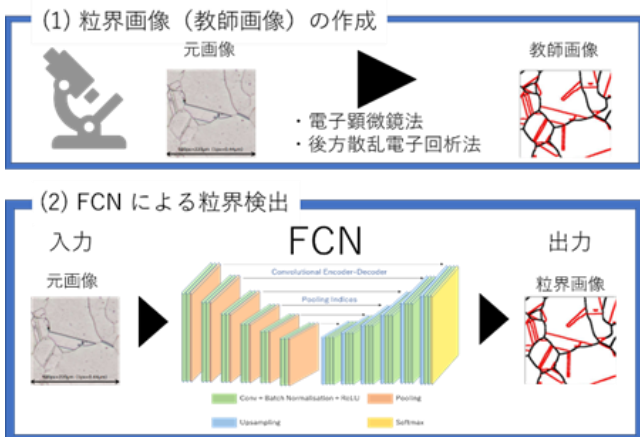 (1) 粒界画像（教師画像）の作成
元画像
教師画像
・電子顕微鏡法
・後方散乱電子回析法
(2) FCN による粒界検出
入力
FCN
出力
元画像
粒界画像
Convolutional Encoder-Decoder
Pooling Indices
Conv + Batch Normalisation + ReLU
Pooling
Upsampling
Softmax